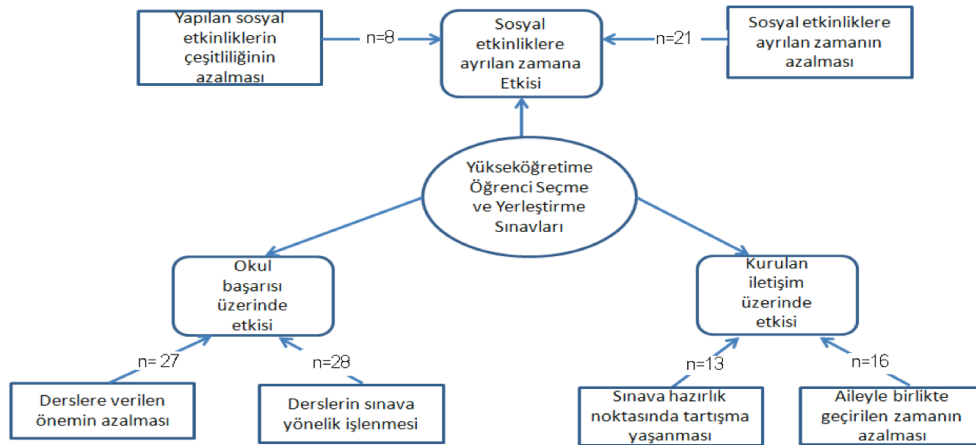 Yapılan sosyal
etkinliklerin
çeşitliliğinin
azalması
n=8
Sosyal
etkinliklere
ayrılan zamana
Etkisi
n=21
Sosyal etkinliklere
ayrılan zamanın
azalması
Yükseköğretime
Öğrenci Seçme
ve Yerleştirme
Sınavları
Okul
başarısı
üzerinde
etkisi
Kurulan
iletişim
üzerinde
etkisi
n= 27
n=28
n=13
n=16
Derslere verilen
önemin azalması
Derslerin sınava
yönelik işlenmesi
Sınava hazırlık
noktasında tartışma
yaşanması
Aileyle birlikte
geçirilen zamanın
azalması